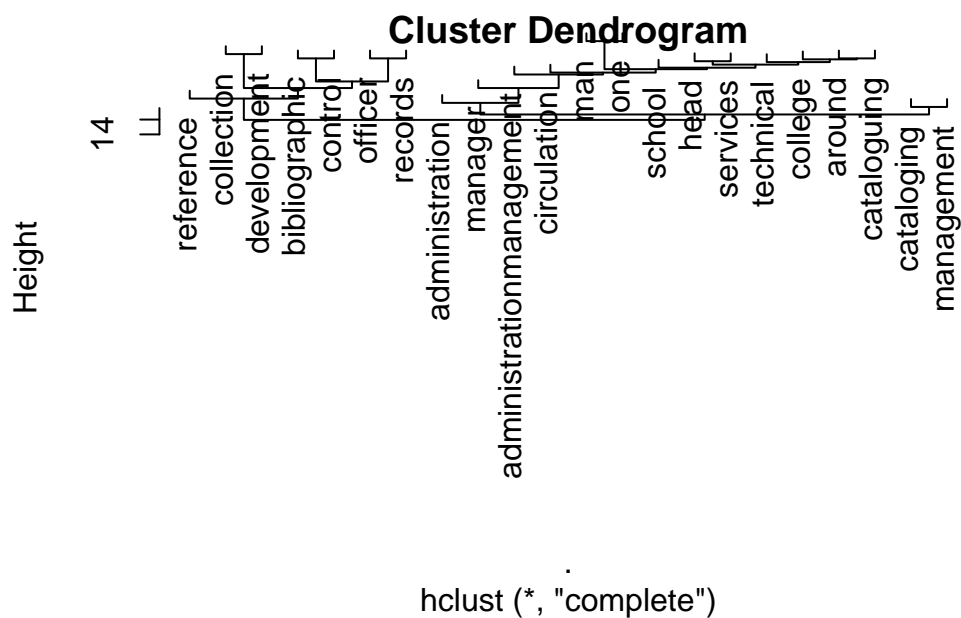 Cluster Dendrogram
Height
14
reference
collection
development
bibliographic
control
officer
records
administration
manager
administrationmanagement
circulation
man
one
school
head
services
technical
college
around
cataloguing
cataloging
management
.
hclust (*, "complete")